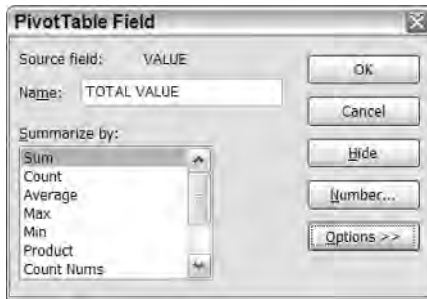 PivotTable Field
Source field: VALUE
Name: TOTAL VALUE
Summarize by:
Sum
Count
Average
Max
Min
Product
Count Nums
OK
Cancel
Hide
Number...
Options >>